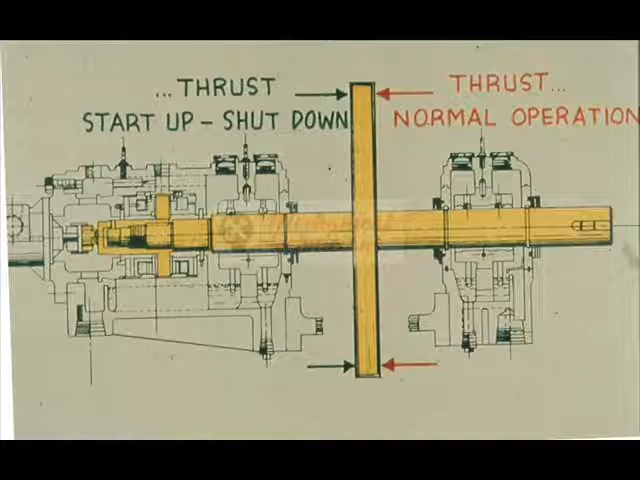 ...THRUST
START UP - SHUT DOWN
THRUST...
NORMAL OPERATION